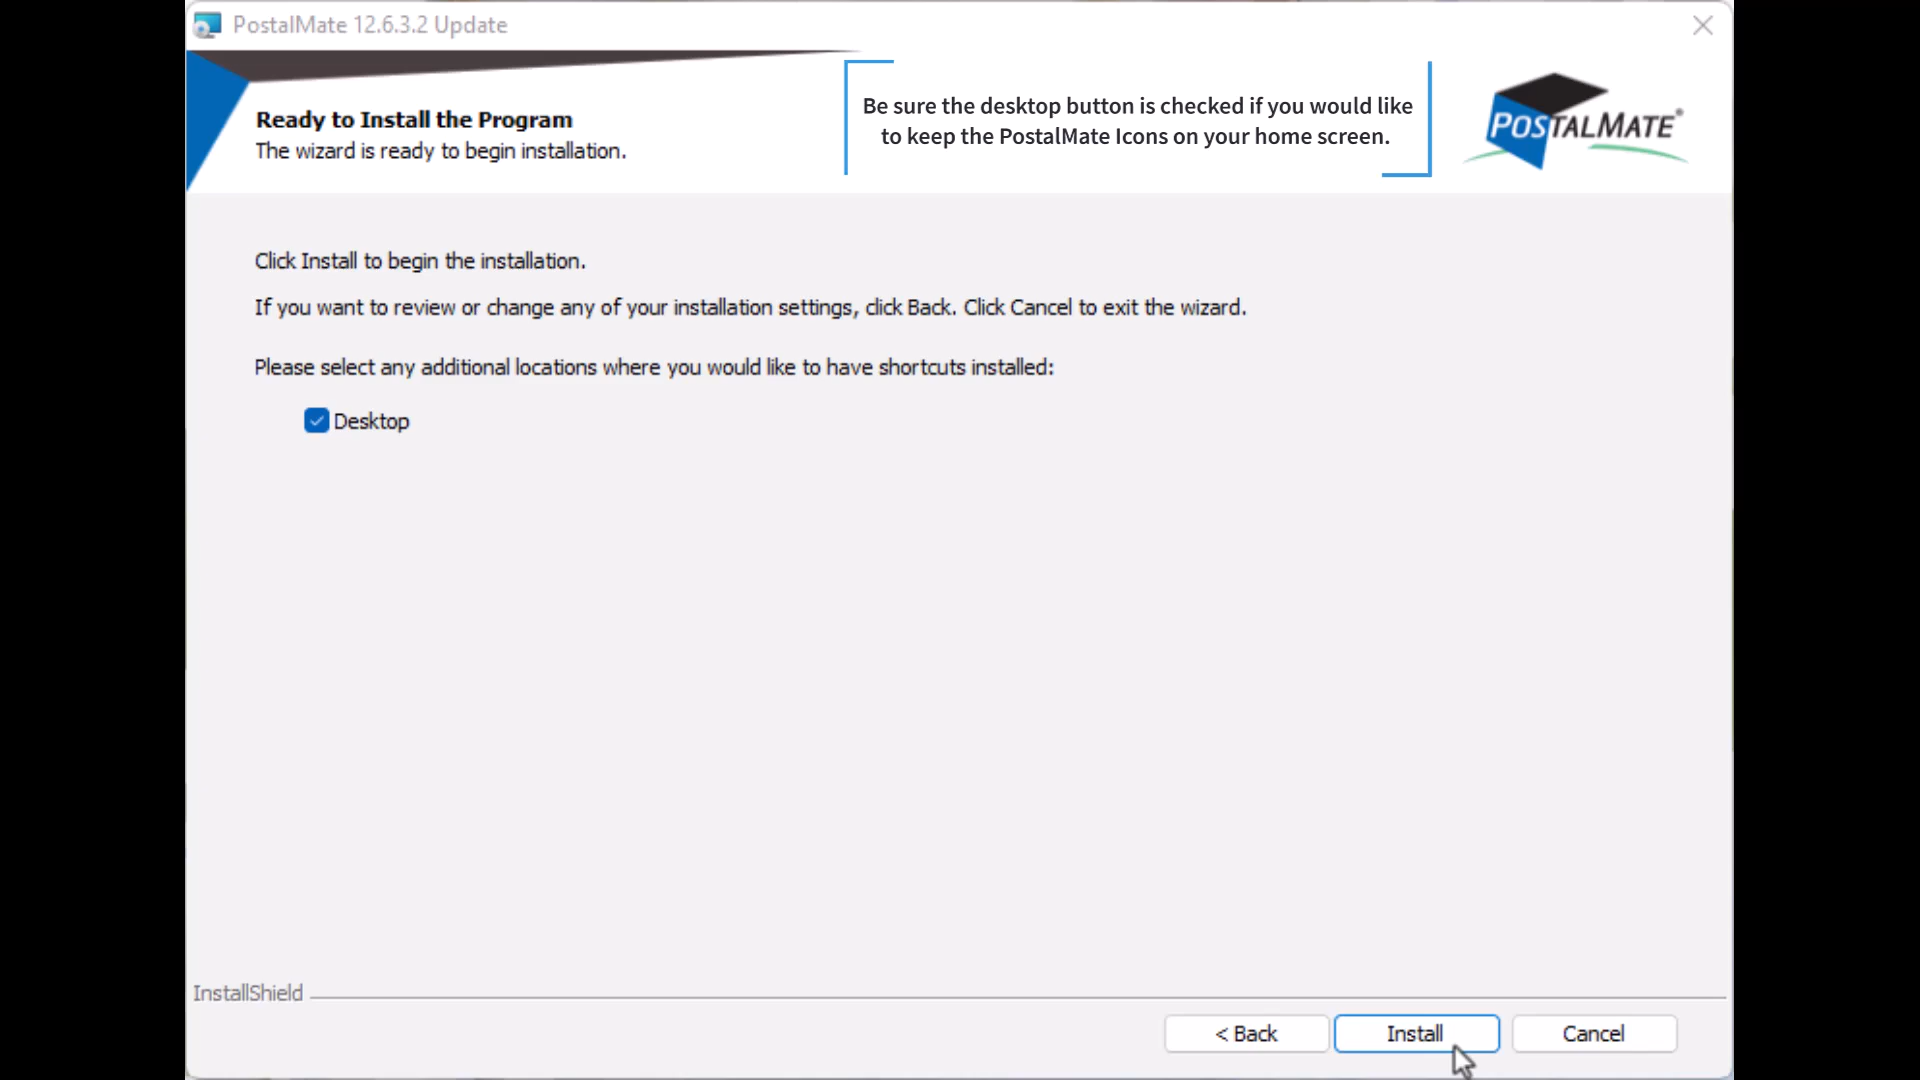 PostalMate 12.6.3.2 Update
Ready to Install the Program
The wizard is ready to begin installation.
Be sure the desktop button is checked if you would like
to keep the PostalMate Icons on your home screen.
POSTALMATE®
Click Install to begin the installation.
If you want to review or change any of your installation settings, click Back. Click Cancel to exit the wizard.
Please select any additional locations where you would like to have shortcuts installed:
Desktop
InstallShield
< Back
Install
Cancel